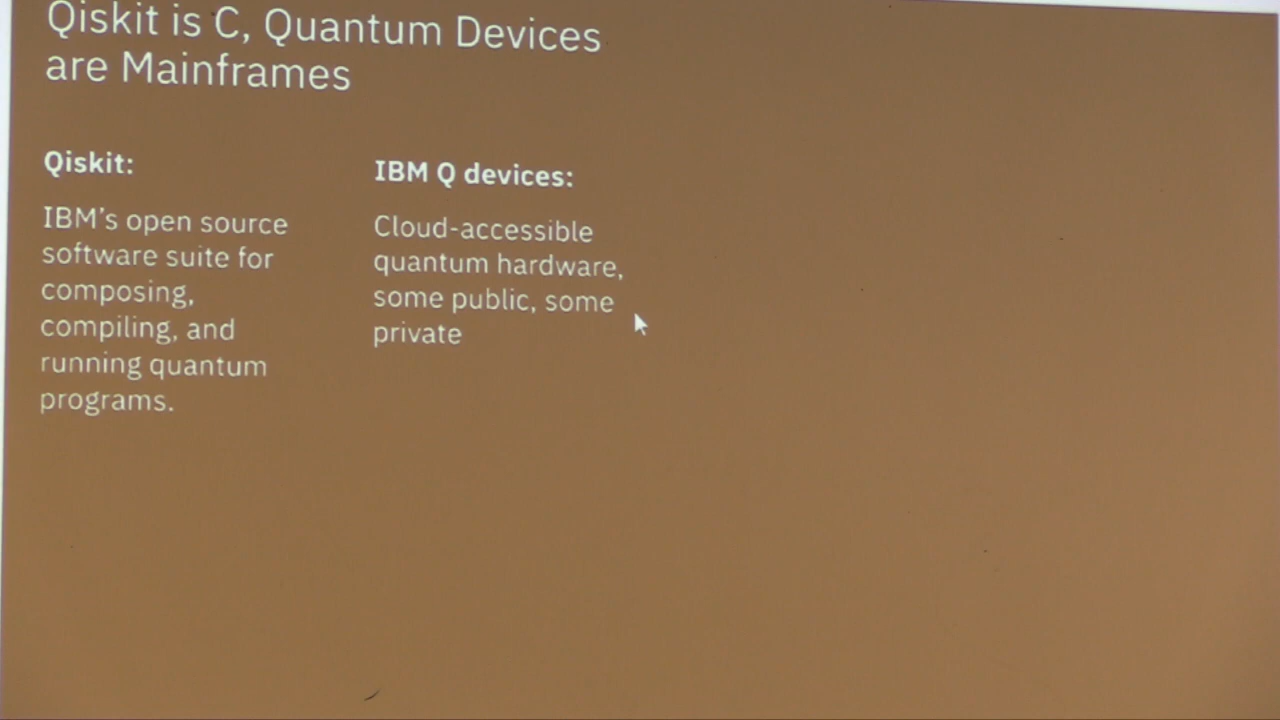 Qiskit is C, Quantum Devices
are Mainframes
Qiskit:
IBM's open source
software suite for
composing,
compiling, and
running quantum
programs.
IBM Q devices:
Cloud-accessible
quantum hardware,
some public, some
private